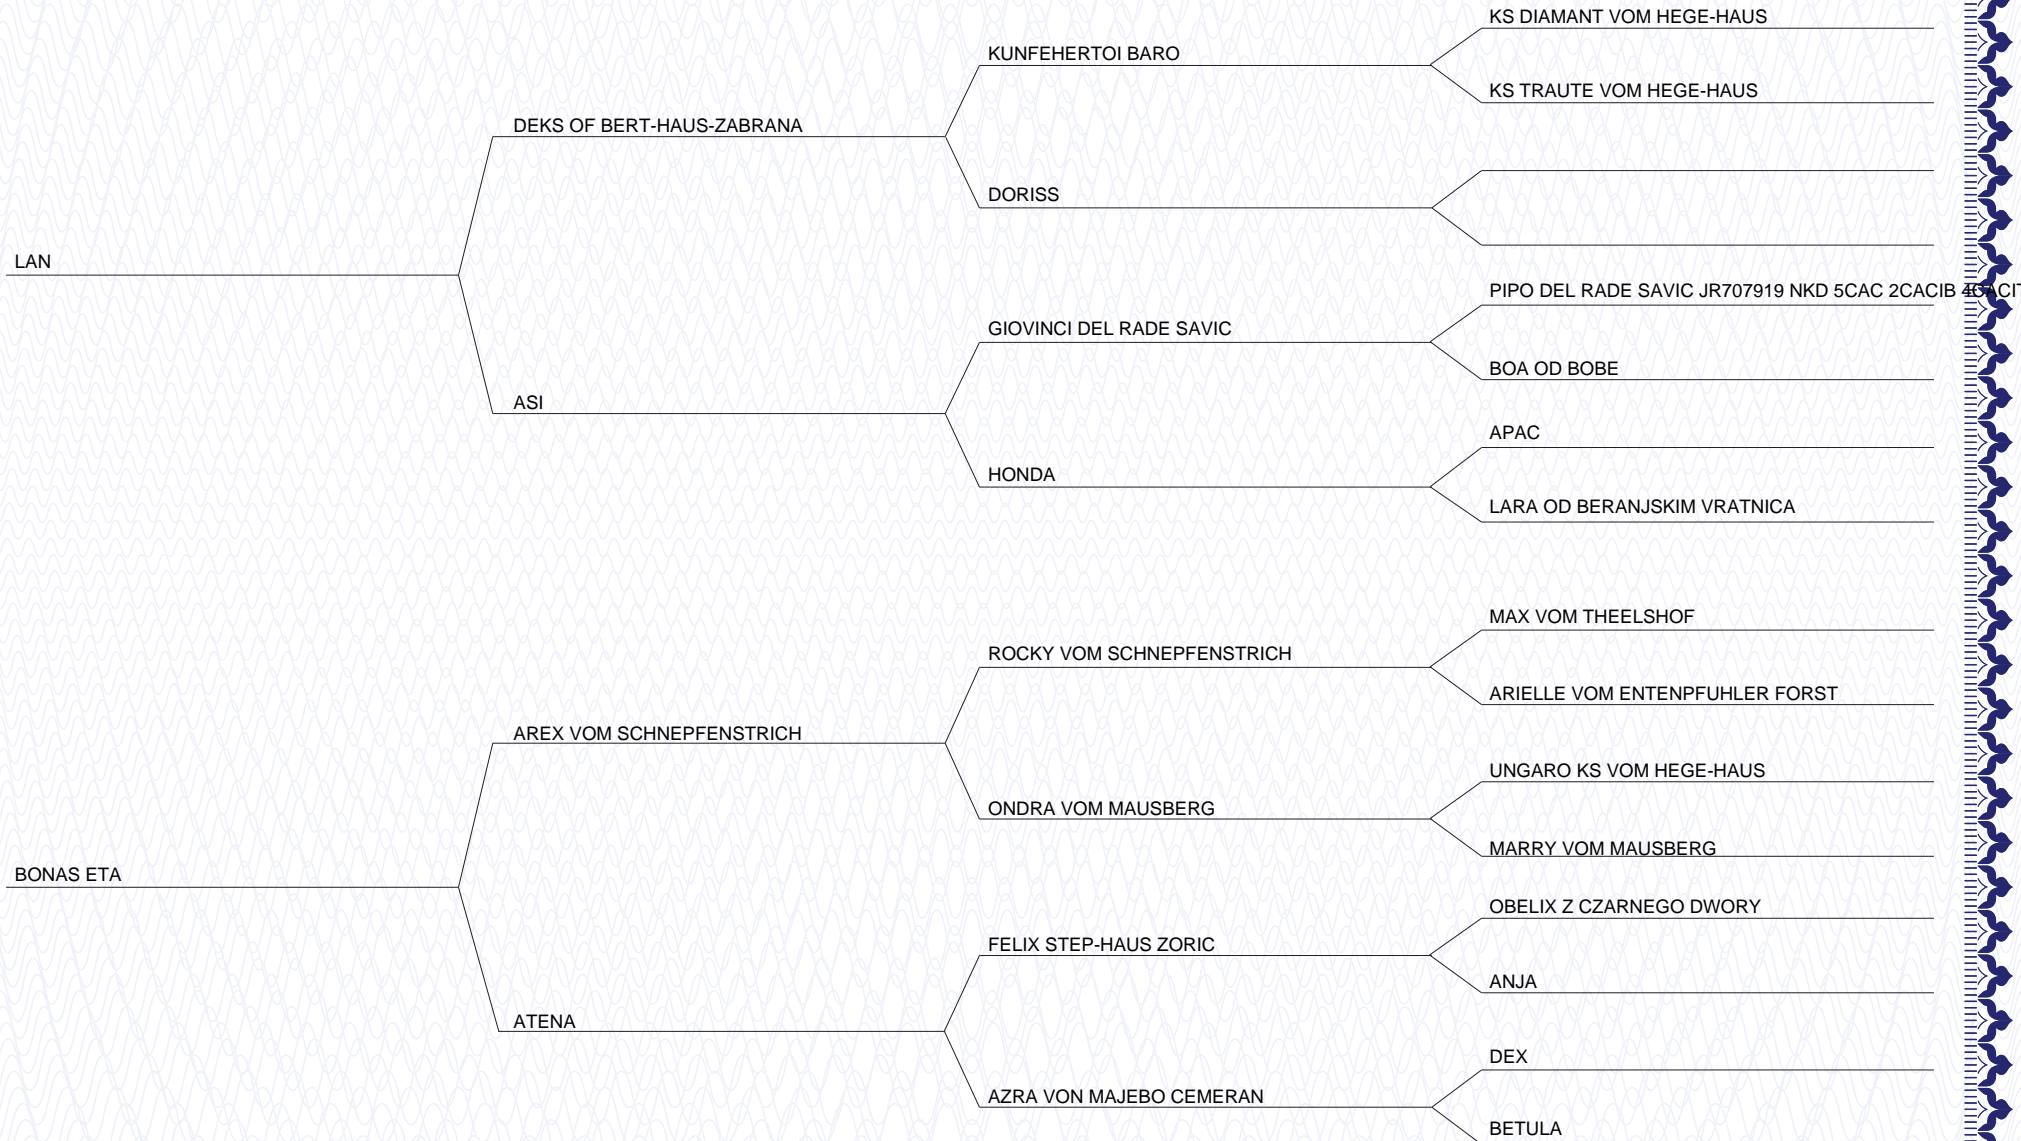 KS DIAMANT VOM HEGE-HAUS
KUNFEHERTOI BARO
KS TRAUTE VOM HEGE-HAUS
DEKS OF BERT-HAUS-ZABRANA
DORISS
LAN
PIPO DEL RADE SAVIC JR707919 NKD 5CAC 2CACIB 4CACIT
GIOVINCI DEL RADE SAVIC
BOA OD BOBE
ASI
APAC
HONDA
LARA OD BERANJSKIM VRATNICA
MAX VOM THEELSHOF
ROCKY VOM SCHNEPFENSTRICH
ARIELLE VOM ENTENPFUHLER FORST
AREX VOM SCHNEPFENSTRICH
UNGARO KS VOM HEGE-HAUS
ONDRA VOM MAUSBERG
MARRY VOM MAUSBERG
BONAS ETA
OBELIX Z CZARNEGO DWORY
FELIX STEP-HAUS ZORIC
ANJA
ATENA
DEX
AZRA VON MAJEBO CEMERAN
BETULA